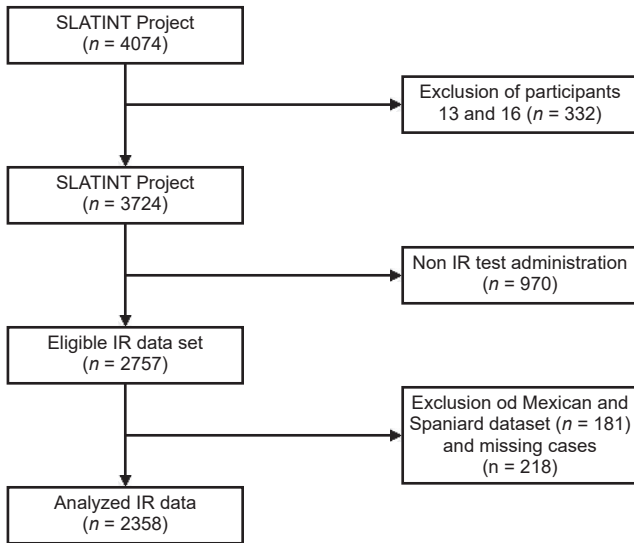 SLATINT Project
(n = 4074)
Exclusion of participants
13 and 16 (n = 332)
SLATINT Project
(n = 3724)
Non IR test administration
(n = 970)
Eligible IR data set
(n = 2757)
Exclusion od Mexican and
Spaniard dataset (n = 181)
and missing cases
(n = 218)
Analyzed IR data
(n = 2358)